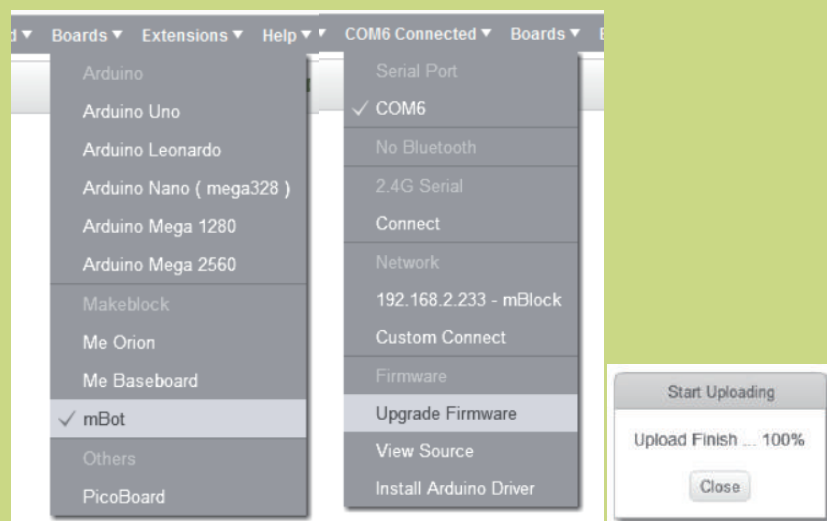 Boards ▼ Extensions ▼ Help ▼
Arduino
Arduino Uno
Arduino Leonardo
Arduino Nano ( mega328 )
Arduino Mega 1280
Arduino Mega 2560
Makeblock
Me Orion
Me Baseboard
✓ mBot
Others
PicoBoard
COM6 Connected ▼ Boards ▼
Serial Port
✓ COM6
No Bluetooth
2.4G Serial
Connect
Network
192.168.2.233 - mBlock
Custom Connect
Firmware
Upgrade Firmware
View Source
Install Arduino Driver
Start Uploading
Upload Finish ... 100%
Close